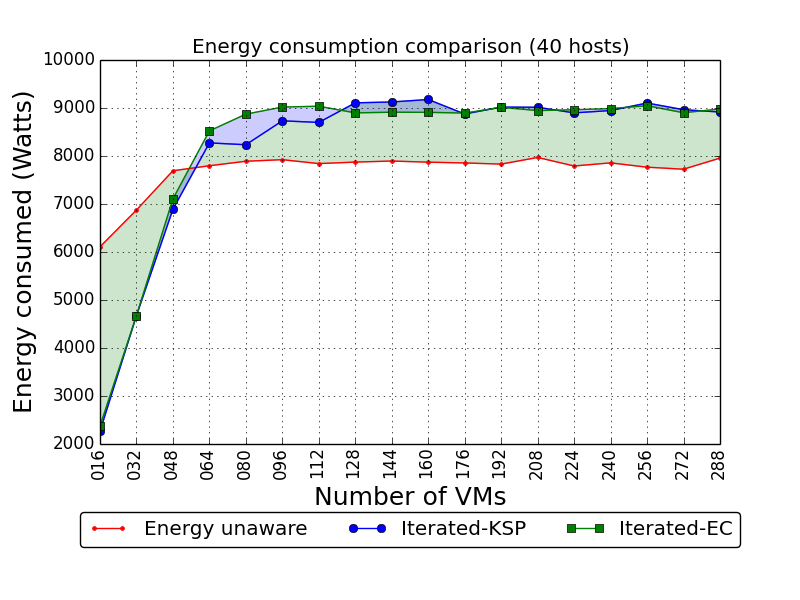 Energy consumption comparison (40 hosts)
Energy consumed (Watts)
10000
9000
8000
7000
6000
5000
4000
3000
2000
016 032 048 064 080 096 112 128 144 160 176 192 208 224 240 256 272 288
Number of VMs
Energy unaware Iterated-KSP Iterated-EC